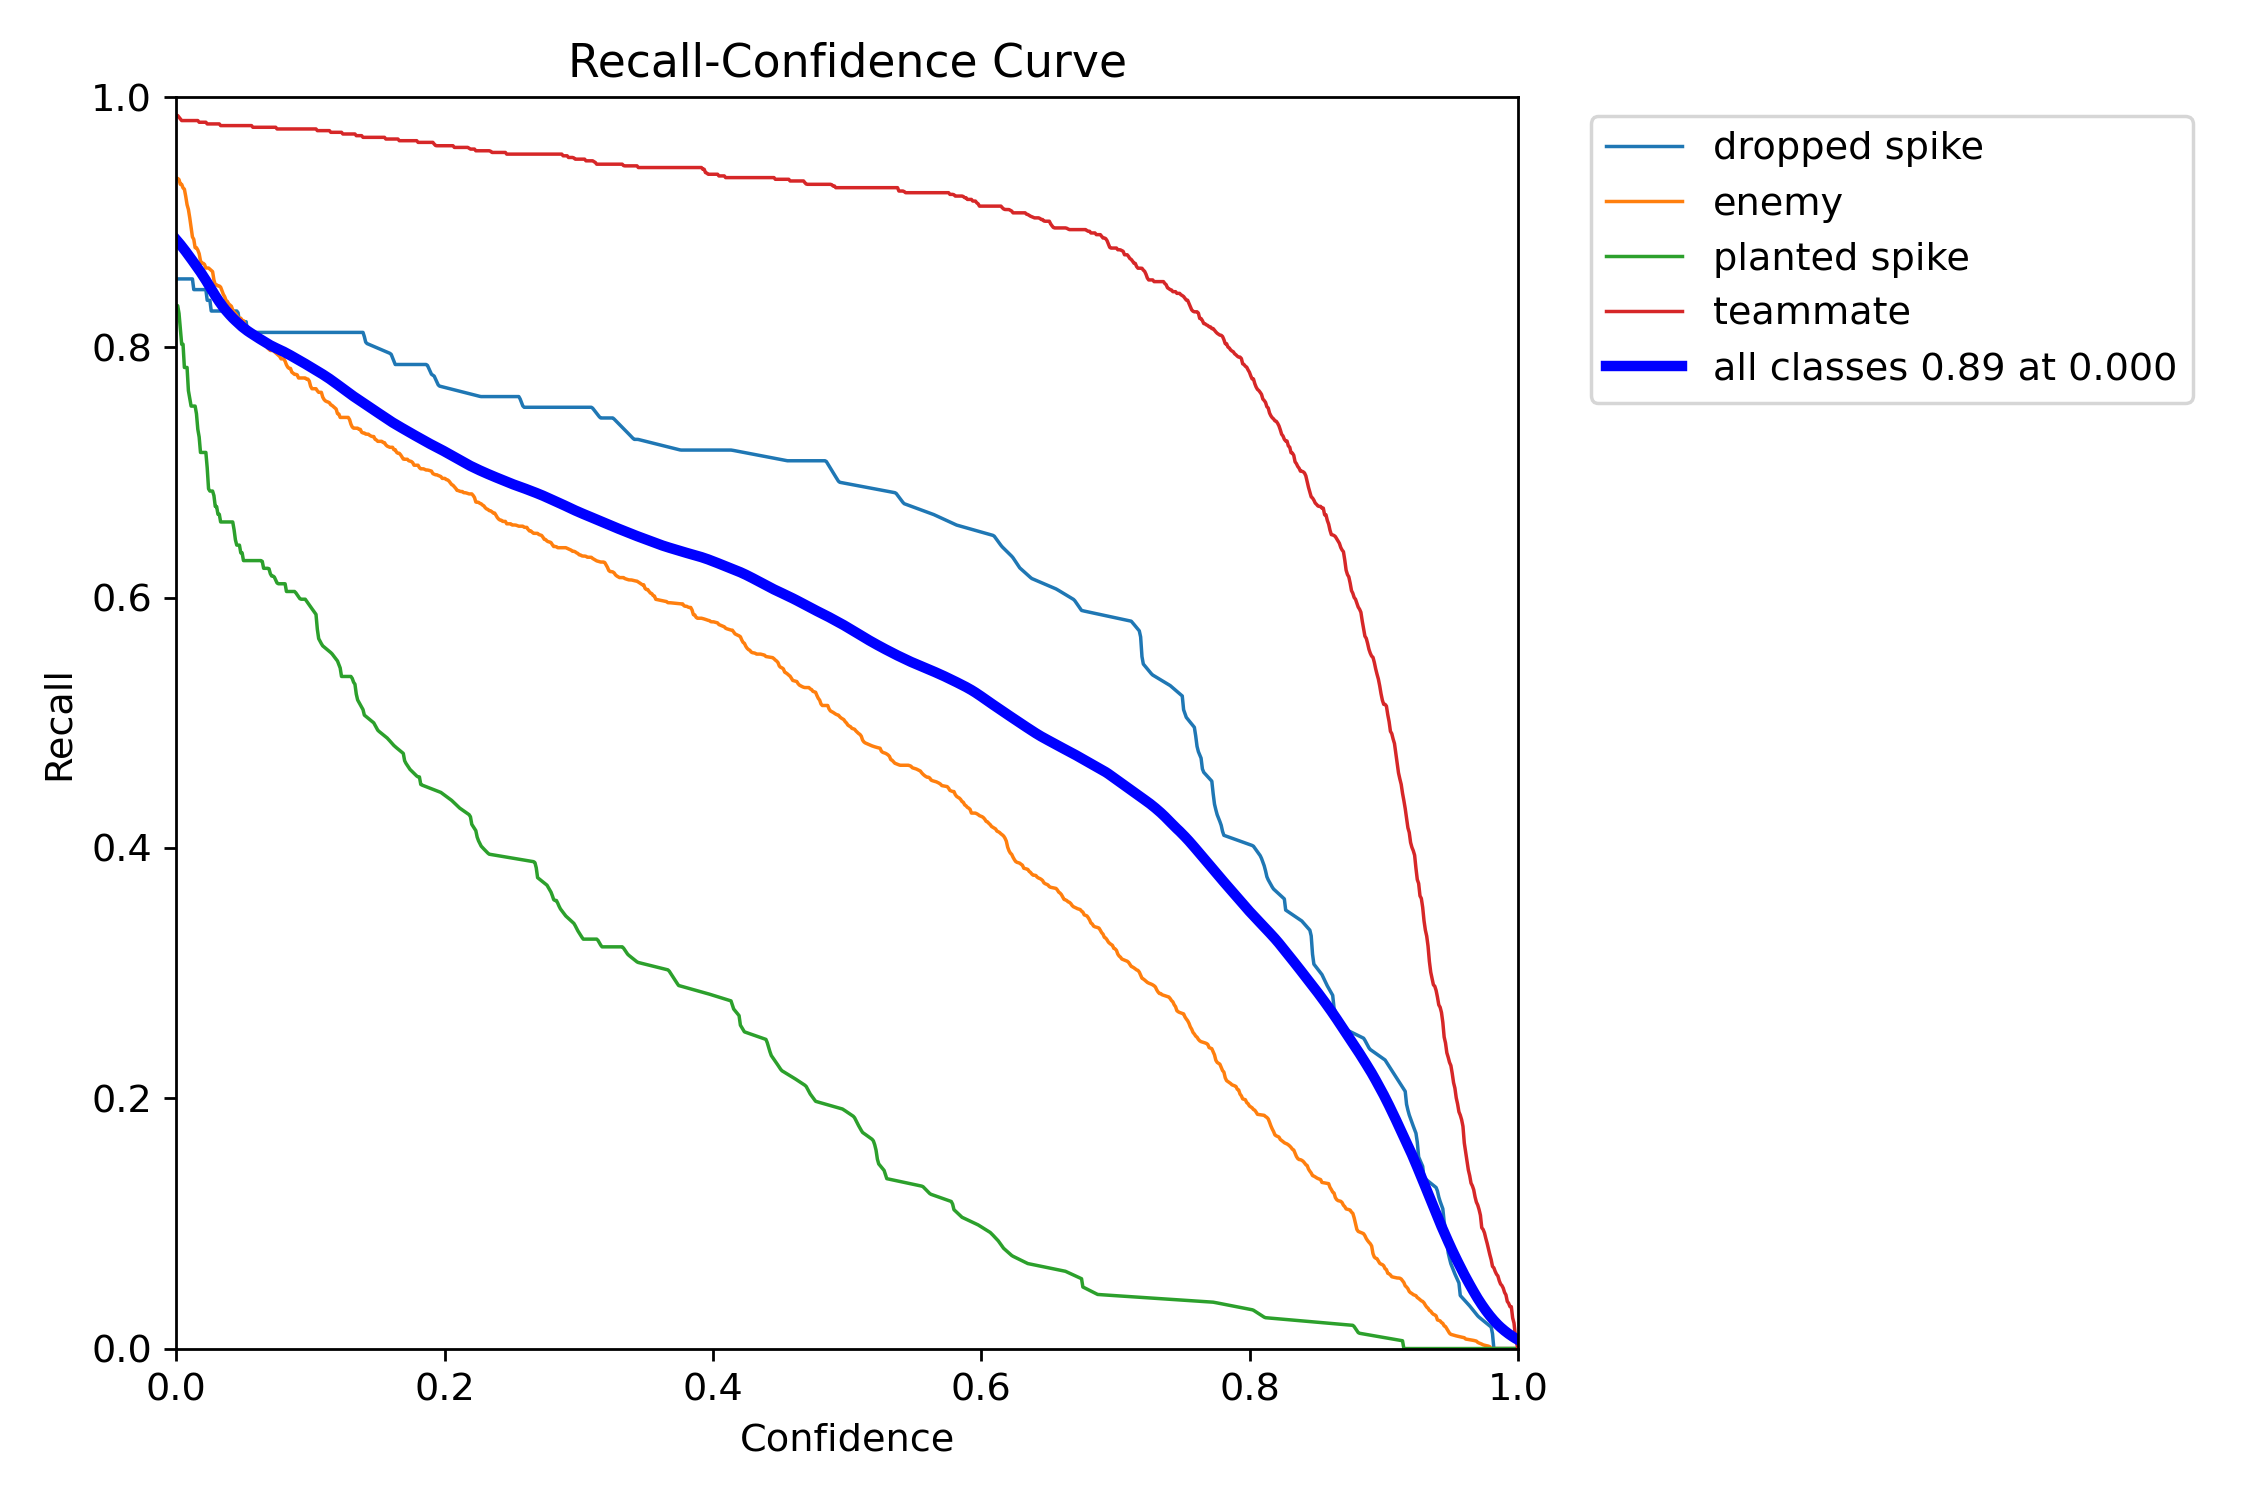 Recall-Confidence Curve
1.0
0.8
0.6
0.4
0.2
0.0
Recall
0.0 0.2 0.4 0.6 0.8 1.0
Confidence
dropped spike
enemy
planted spike
teammate
all classes 0.89 at 0.000